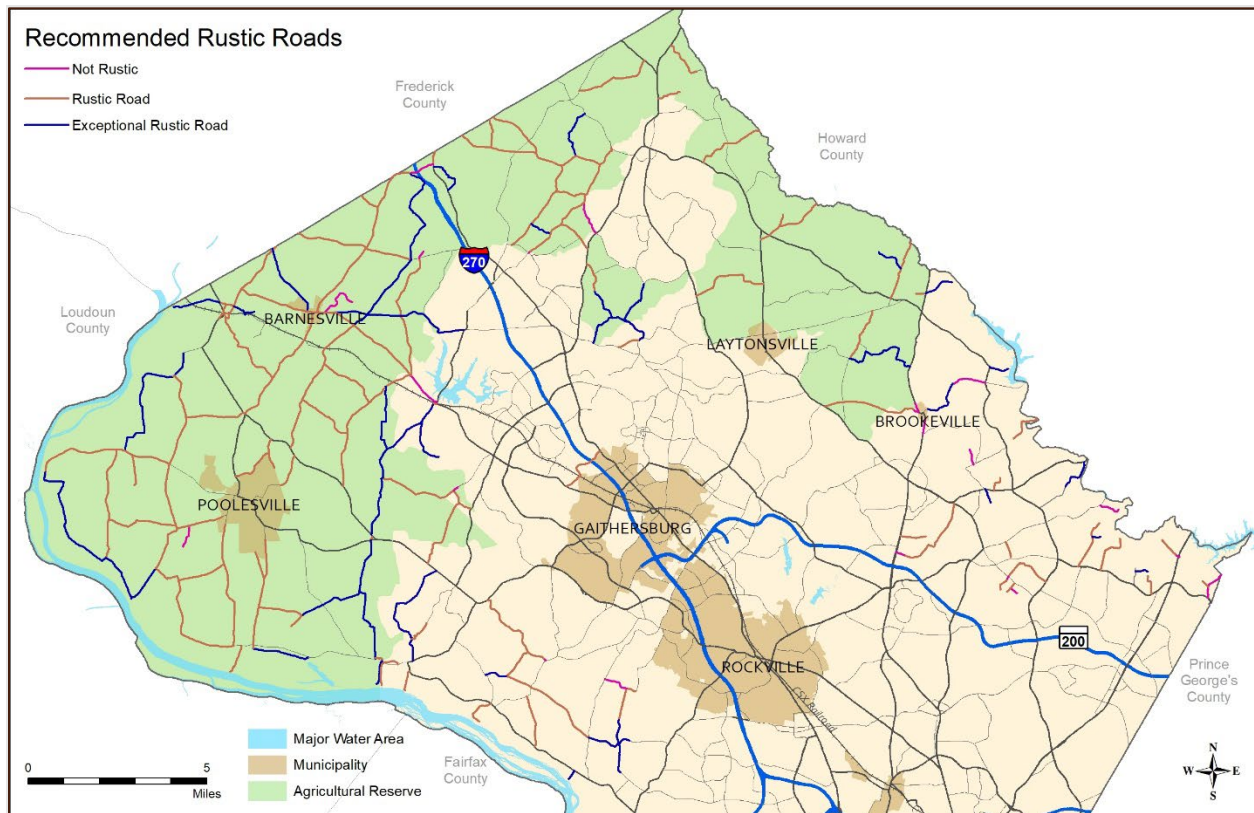 Recommended Rustic Roads
Not Rustic
Rustic Road
Exceptional Rustic Road
Frederick
County
Howard
County
270
Loudoun
County
BARNESVILLE
LAYTONSVILLE
BROOKEVILLE
POOLESVILLE
GAITHERSBURG
ROCKVILLE
200
CSX Railroad
Prince
George's
County
Major Water Area
Municipality
Agricultural Reserve
Fairfax
County
0 5
Miles
N
W E
S